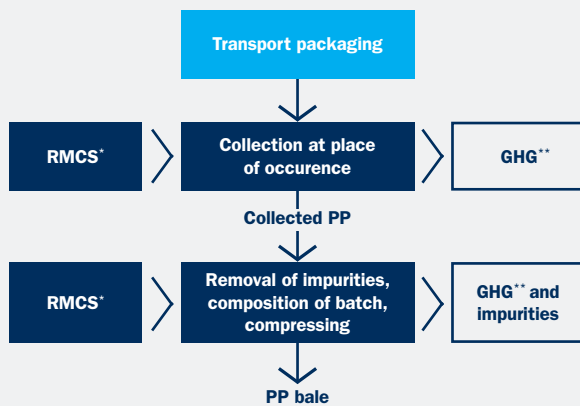 Transport packaging
RMCS*
Collection at place
of occurence
GHG**
Collected PP
RMCS*
Removal of impurities,
composition of batch,
compressing
GHG** and
impurities
PP bale